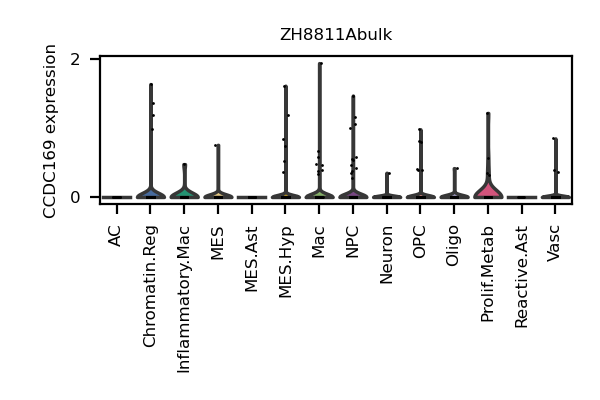 ZH8811Abulk
CCDC169 expression
2
0
AC
Chromatin.Reg
Inflammatory.Mac
MES
MES.Ast
MES.Hyp
Mac
NPC
Neuron
OPC
Oligo
Prolif.Metab
Reactive.Ast
Vasc